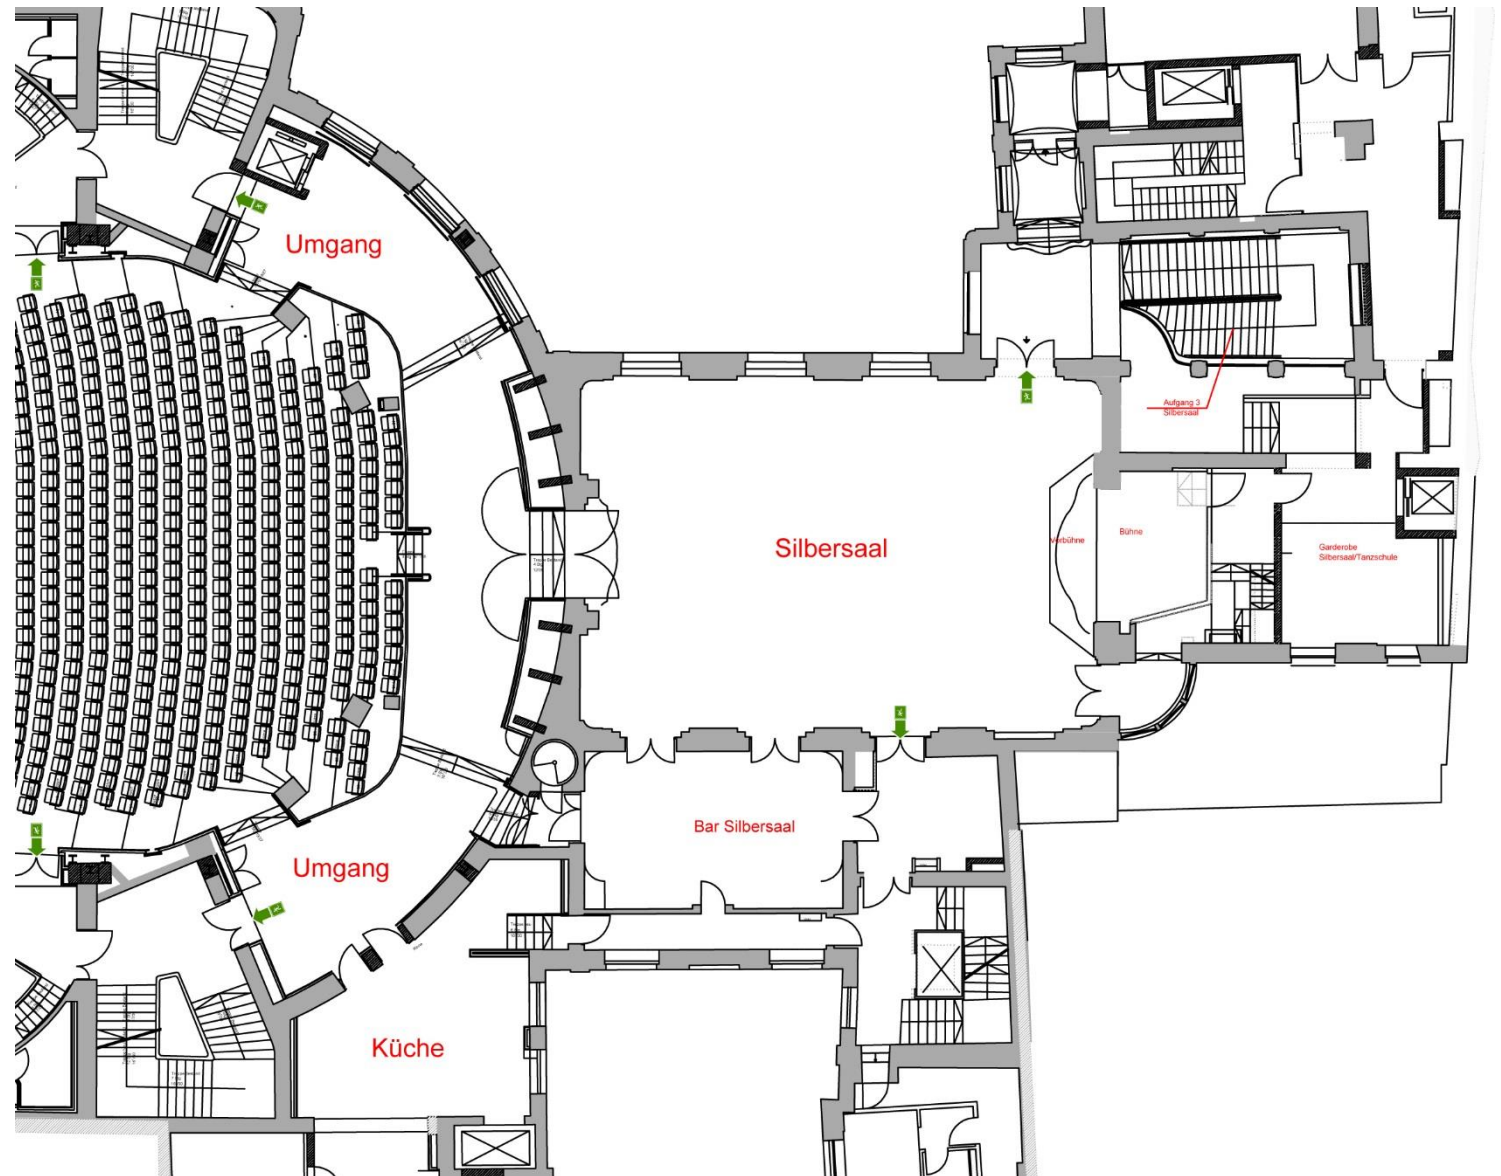 Umgang
Aufgang 3
Silbersaal
Silbersaal
Vorbühne
Bühne
Garderobe
Silbersaal/Tanzschule
Bar Silbersaal
Umgang
Küche